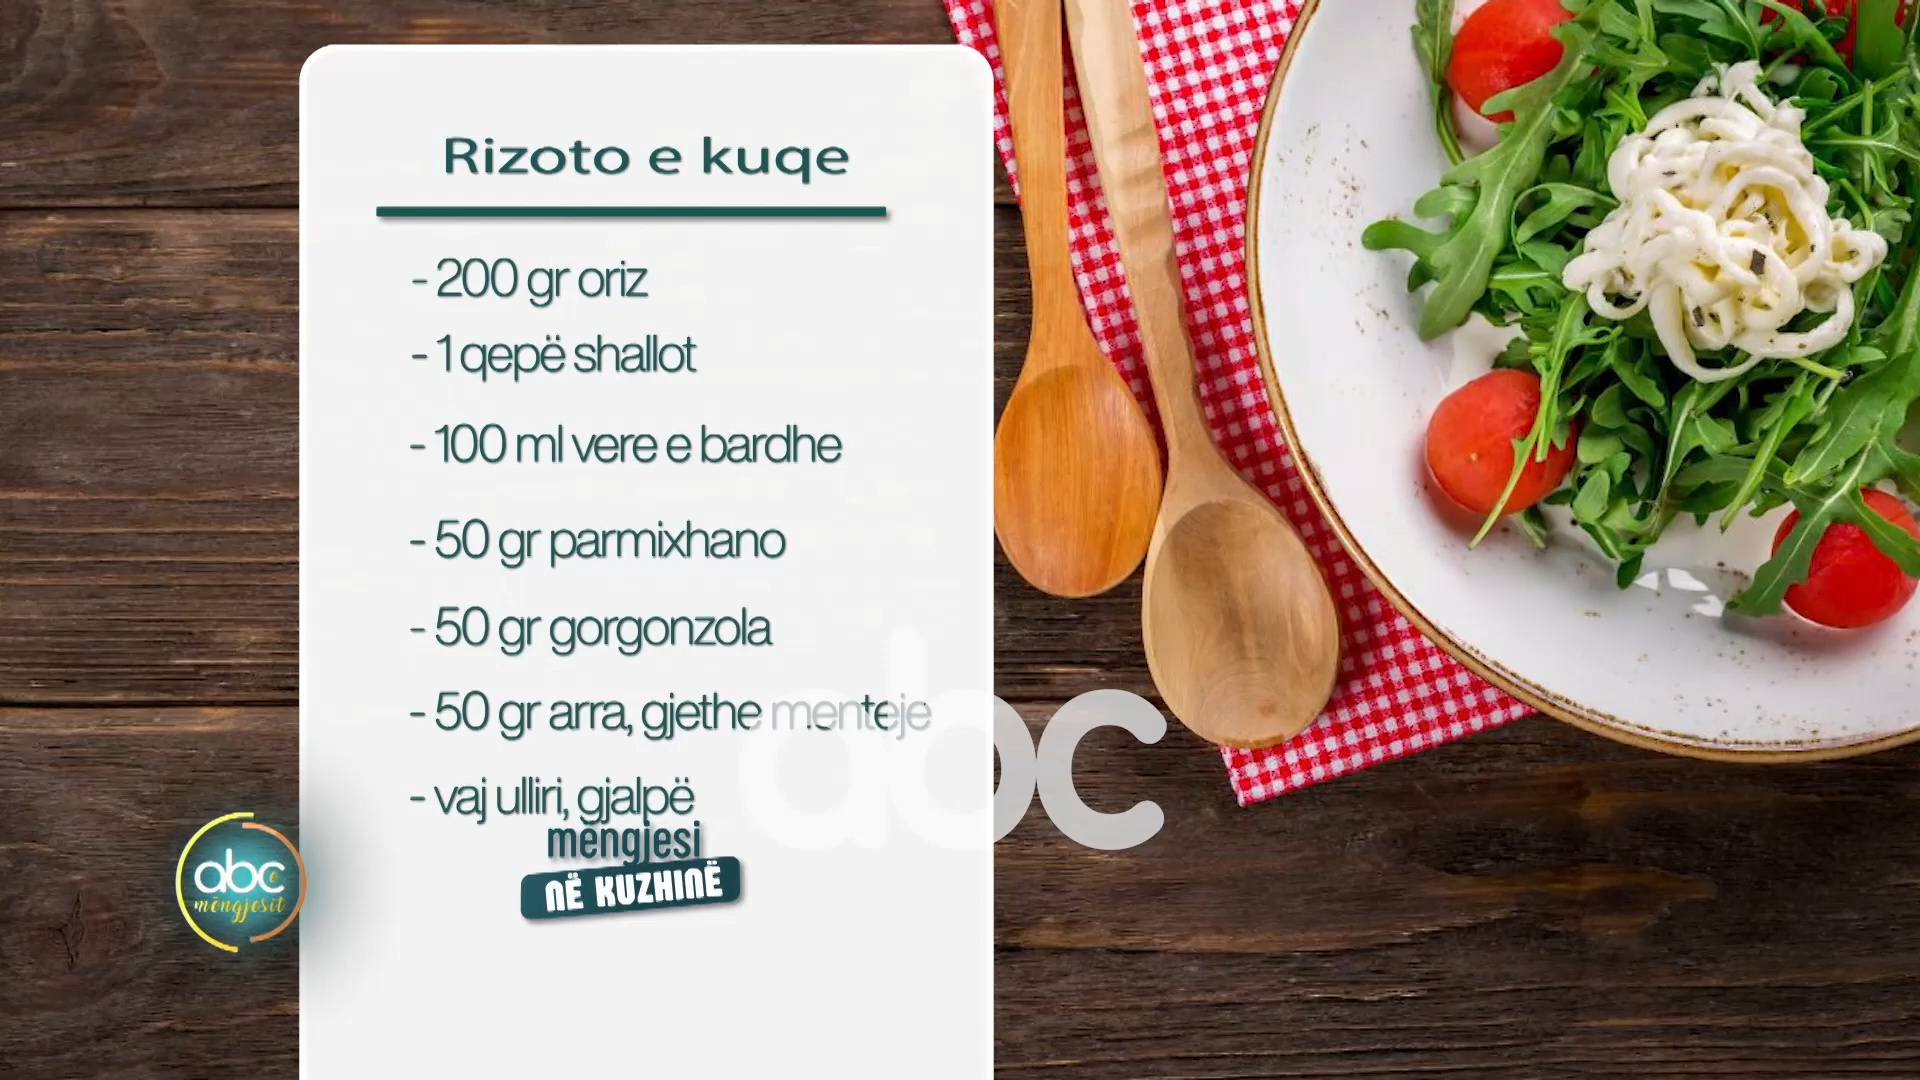 Rizoto e kuqe
- 200 gr oriz
- 1 qepë shallot
- 100 ml vere e bardhe
- 50 gr parmixhano
- 50 gr gorgonzola
- 50 gr arra, gjethe menteje
- vaj ulliri, gjalpë
mëngjesi
NË KUZHINË
abc
abc e
mëngjesit